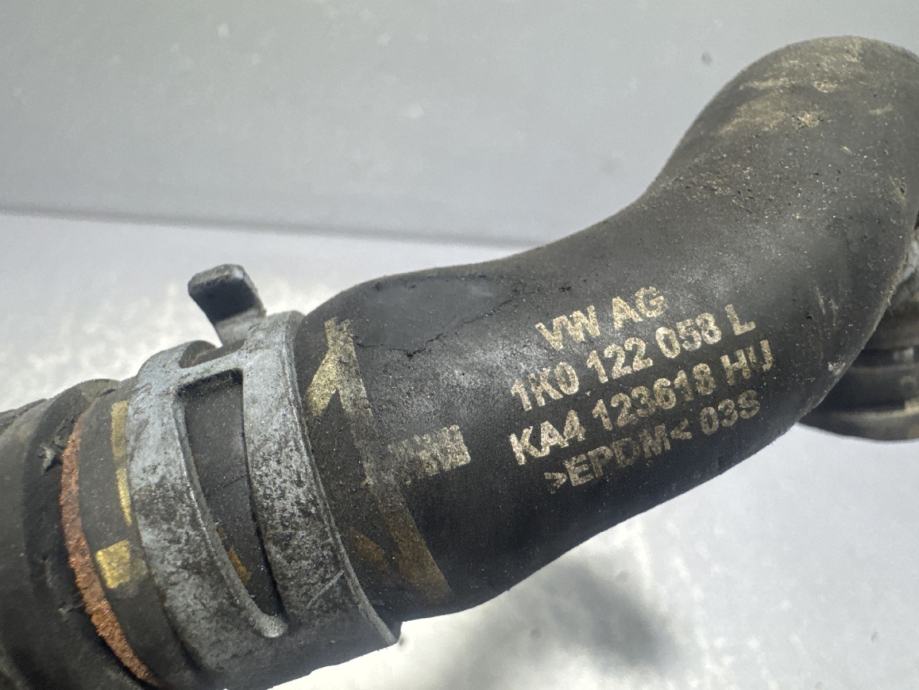 VW AG
1K0 122 058 L
KA4 123618 HU
>EPDM< 03S